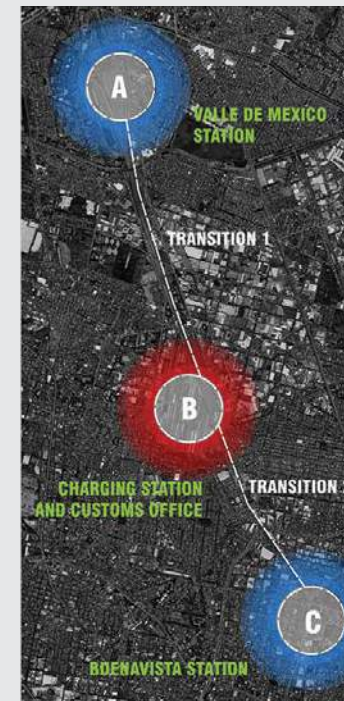 A
VALLE DE MEXICO
STATION
TRANSITION 1
B
CHARGING STATION
AND CUSTOMS OFFICE
TRANSITION
C
BUENAVISTA STATION